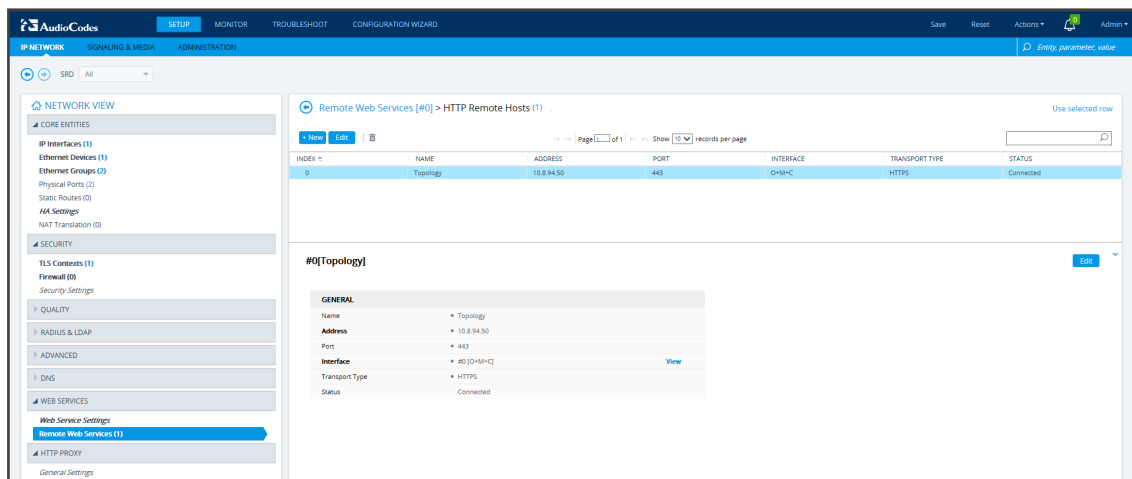 AudioCodes SETUP MONITOR TROUBLESHOOT CONFIGURATION WIZARD Save Reset Actions 0 Admin
IP NETWORK SIGNALING & MEDIA ADMINISTRATION Entity, parameter, value
SRD All
NETWORK VIEW
CORE ENTITIES
IP Interfaces (1)
Ethernet Devices (1)
Ethernet Groups (2)
Physical Ports (2)
Static Routes (0)
HA Settings
NAT Translation (0)
SECURITY
TLS Contexts (1)
Firewall (0)
Security Settings
QUALITY
RADIUS & LDAP
ADVANCED
DNS
WEB SERVICES
Web Service Settings
Remote Web Services (1)
HTTP PROXY
General Settings
Remote Web Services [#0] > HTTP Remote Hosts (1)
Use selected row
+ New Edit Page of 1 Show 10 records per page
INDEX NAME ADDRESS PORT INTERFACE TRANSPORT TYPE STATUS
0 Topology 10.8.94.50 443 O+M+C HTTPS Connected
#0[Topology] Edit
GENERAL
Name Topology
Address 10.8.94.50
Port 443
Interface #0 [O+M+C] View
Transport Type HTTPS
Status Connected